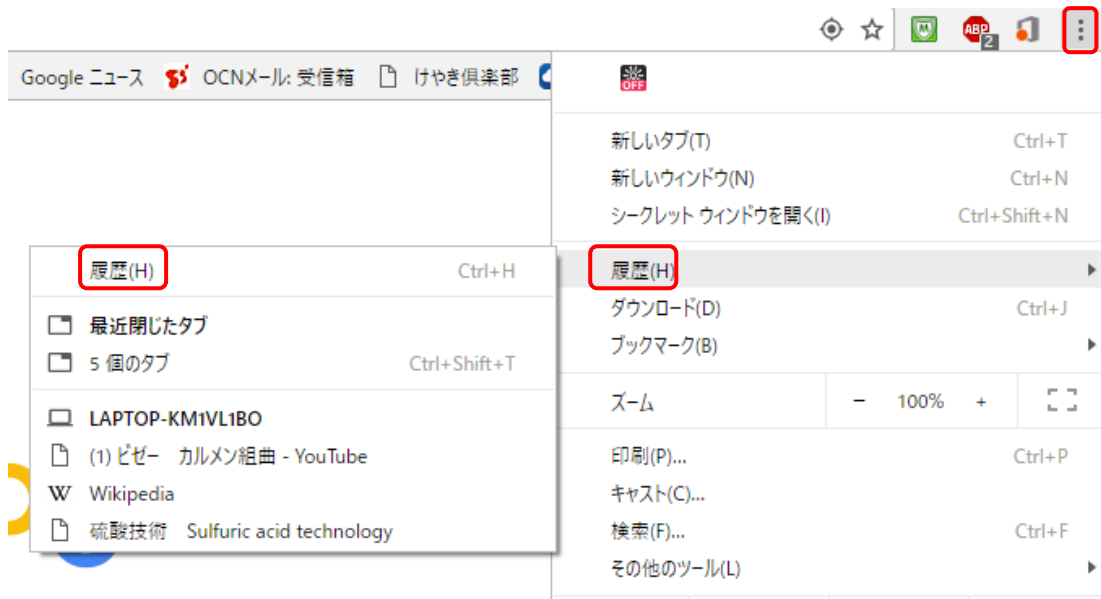 ABP
2
Google ニュース OCNメール: 受信箱 けやき倶楽部
OFF
新しいタブ(T) Ctrl+T
新しいウィンドウ(N) Ctrl+N
シークレット ウィンドウを開く(I) Ctrl+Shift+N
履歴(H)
ダウンロード(D) Ctrl+J
ブックマーク(B)
ズーム - 100% +
印刷(P)... Ctrl+P
キャスト(C)...
検索(F)... Ctrl+F
その他のツール(L)
履歴(H) Ctrl+H
最近閉じたタブ
5 個のタブ Ctrl+Shift+T
LAPTOP-KM1VL1BO
(1) ビゼー　カルメン組曲 - YouTube
W Wikipedia
硫酸技術　Sulfuric acid technology